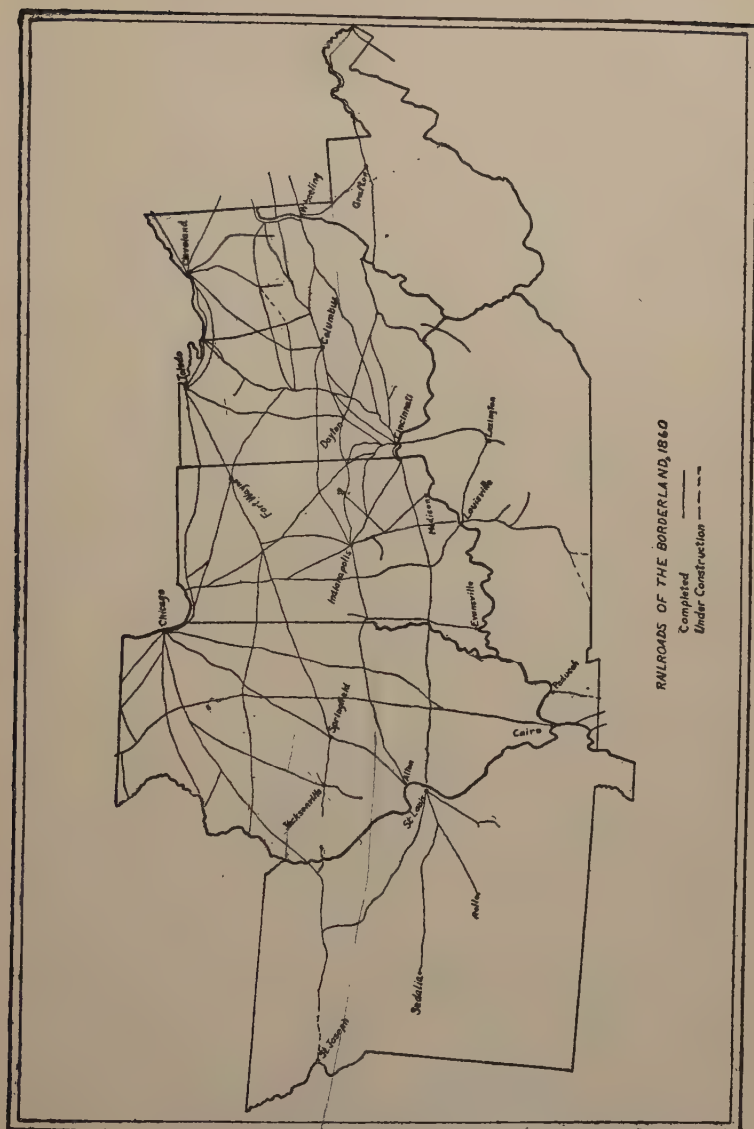 Cleveland
Wheeling
Grafton
Toledo
Columbus
Dayton
Cincinnati
Lexington
Fort Wayne
Indianapolis
Madison
Louisville
Evansville
Chicago
Springfield
Paducah
Cairo
Alton
St Louis
Jacksonville
Rolla
Sedalia
St Joseph
RAILROADS OF THE BORDERLAND, 1860
Completed
Under Construction